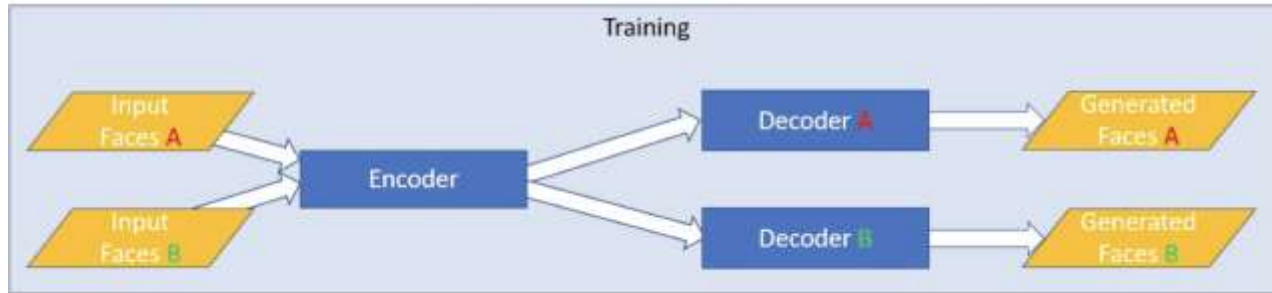 Training
Input
Faces A
Input
Faces B
Encoder
Decoder A
Decoder B
Generated
Faces A
Generated
Faces B